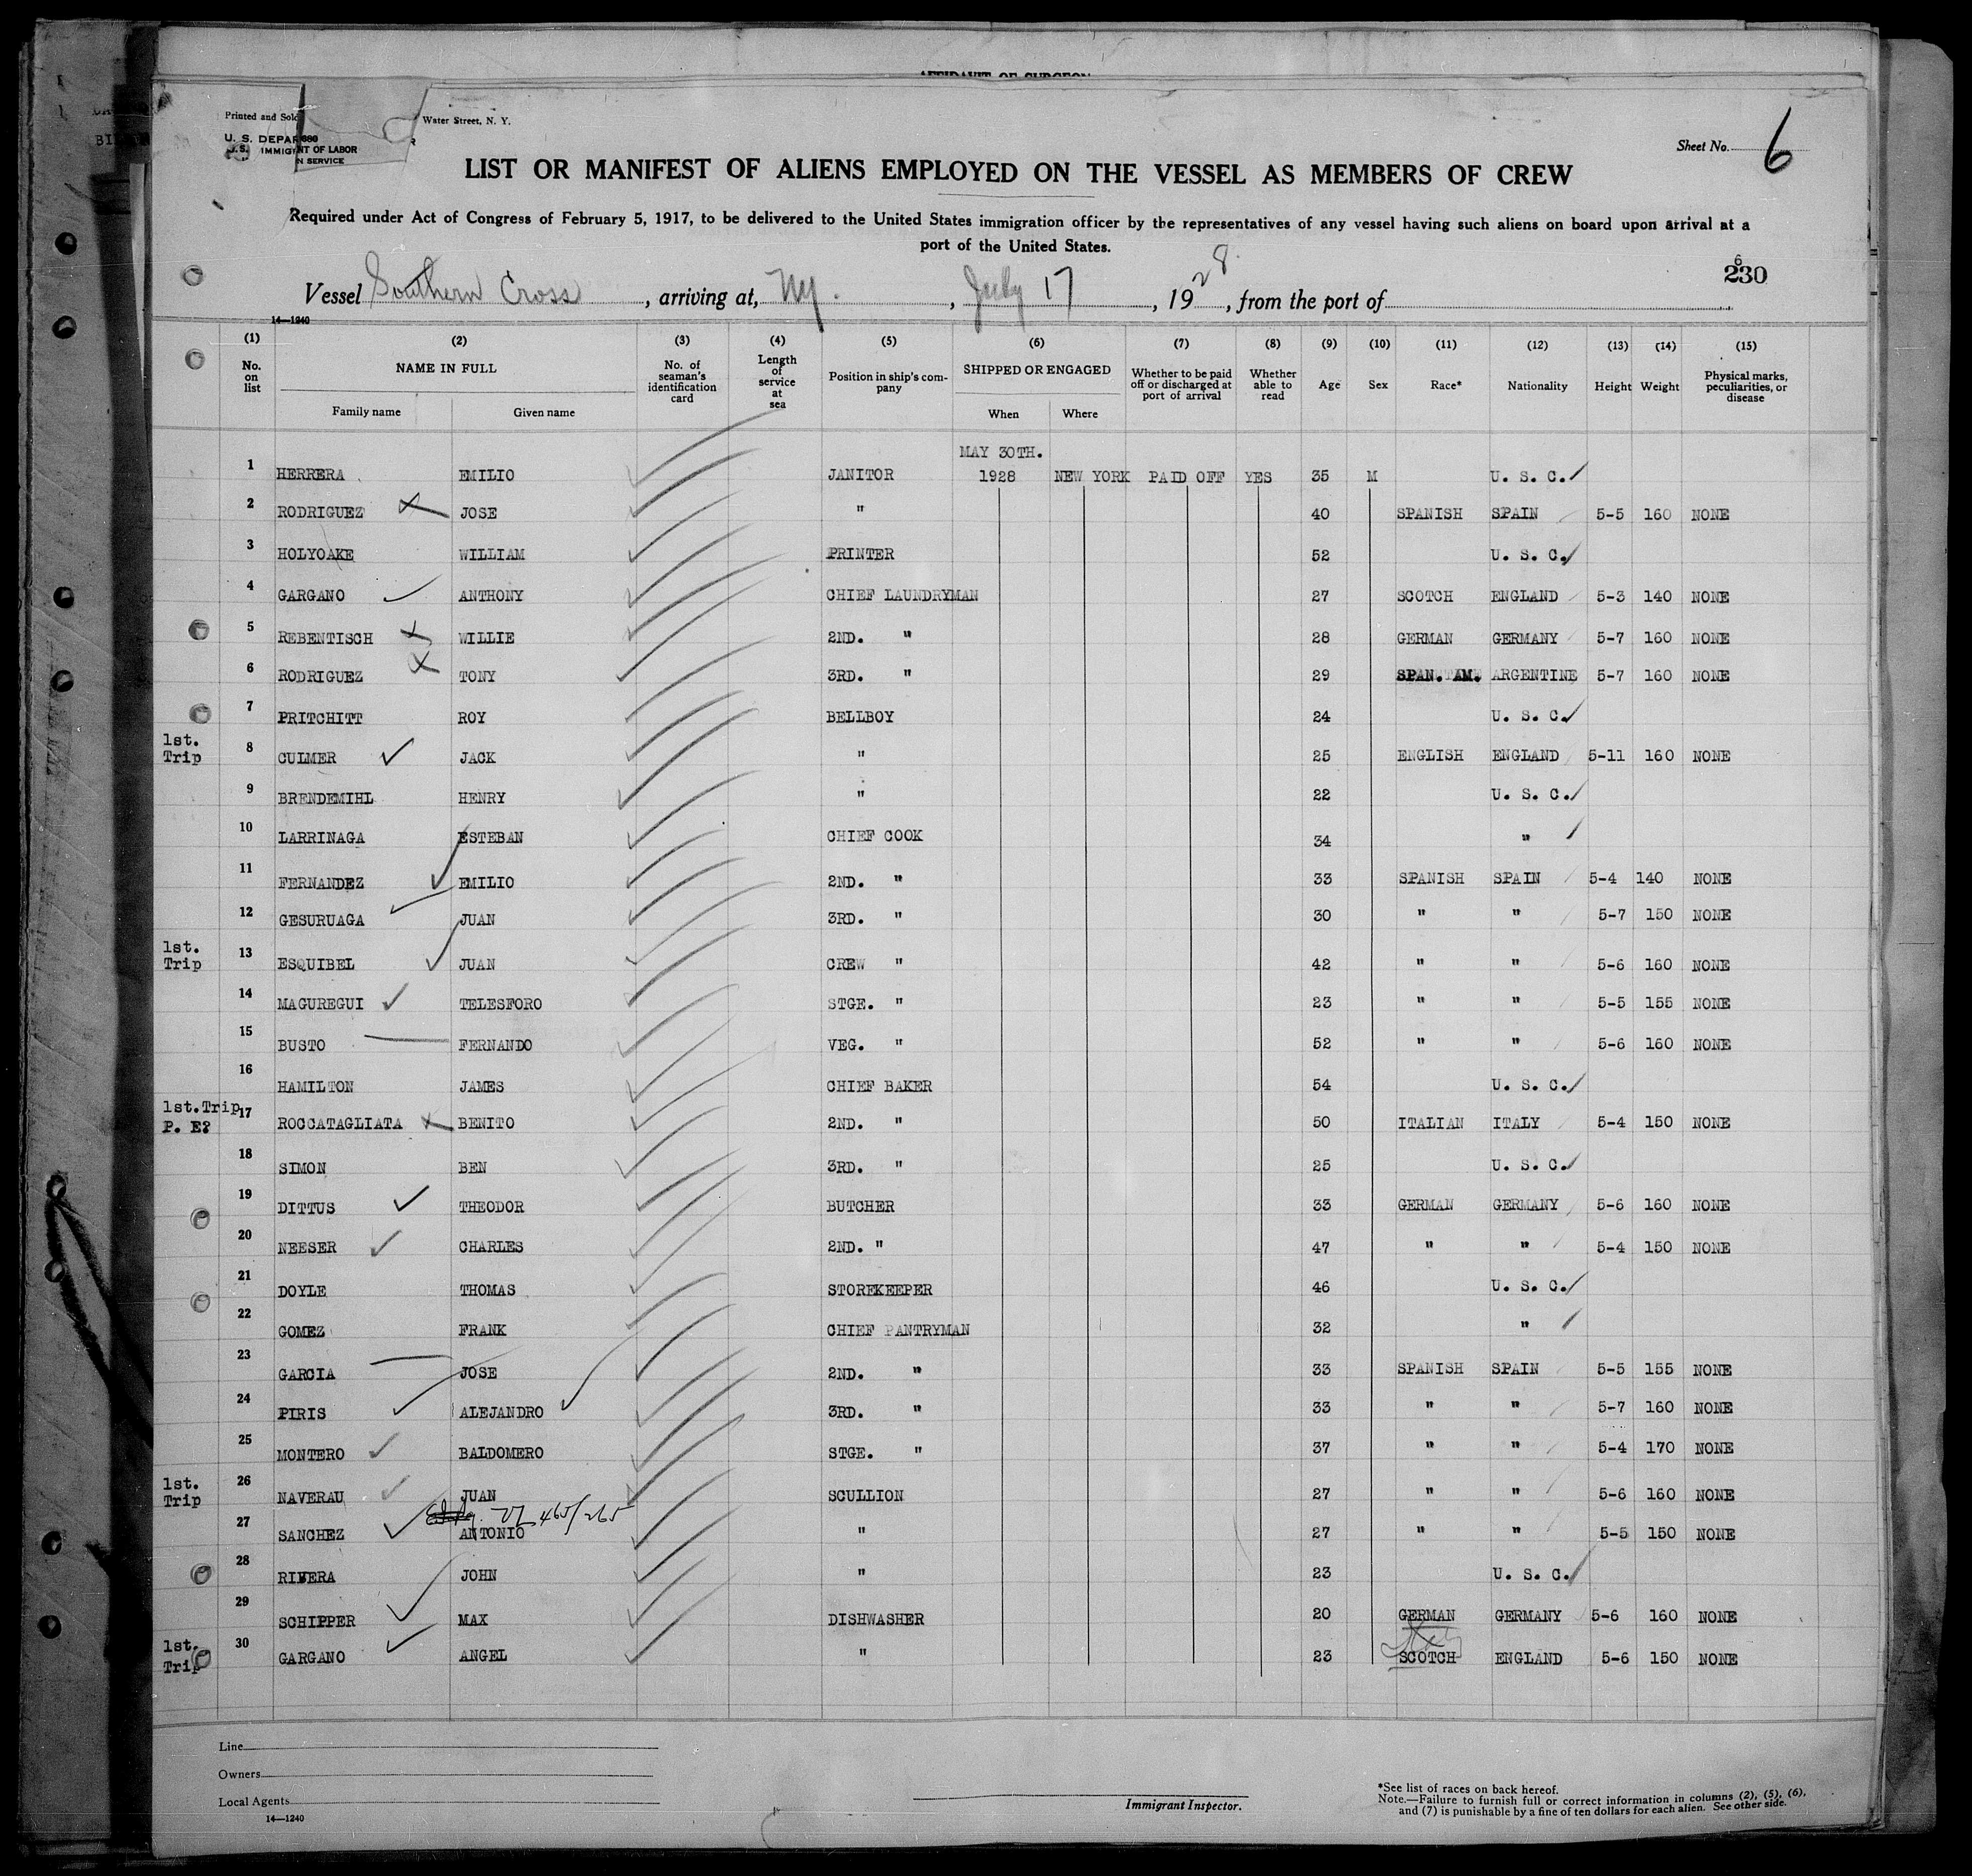 AFFIDAVIT OF SURGEON
Printed and Sold
Water Street, N. Y.
U. S. DEPAR
NT OF LABOR
U.S. IMMIG
N SERVICE
Sheet No. 6
LIST OR MANIFEST OF ALIENS EMPLOYED ON THE VESSEL AS MEMBERS OF CREW
Required under Act of Congress of February 5, 1917, to be delivered to the United States immigration officer by the representatives of any vessel having such aliens on board upon arrival at a
port of the United States.
6
230
Vessel Southern Cross, arriving at, NY., July 17, 1928, from the port of
14—1240
(1) (2) (3) (4) (5) (6) (7) (8) (9) (10) (11) (12) (13) (14) (15)
No. on list NAME IN FULL Family name Given name No. of seaman's identification card Length of service at sea Position in ship's company SHIPPED OR ENGAGED When Where Whether to be paid off or discharged at port of arrival Whether able to read Age Sex Race* Nationality Height Weight Physical marks, peculiarities, or disease
MAY 30TH.
1 HERRERA EMILIO JANITOR 1928 NEW YORK PAID OFF YES 35 M U. S. C.
2 RODRIGUEZ JOSE " 40 SPANISH SPAIN 5-5 160 NONE
3 HOLYOAKE WILLIAM PRINTER 52 U. S. C.
4 GARGANO ANTHONY CHIEF LAUNDRYMAN 27 SCOTCH ENGLAND 5-3 140 NONE
5 REBENTISCH WILLIE 2ND. " 28 GERMAN GERMANY 5-7 160 NONE
6 RODRIGUEZ TONY 3RD. " 29 SPAN. AM. ARGENTINE 5-7 160 NONE
7 PRITCHITT ROY BELLBOY 24 U. S. C.
1st. Trip 8 CULMER JACK " 25 ENGLISH ENGLAND 5-11 160 NONE
9 BRENDEMIHL HENRY " 22 U. S. C.
10 LARRINAGA ESTEBAN CHIEF COOK 34 "
11 FERNANDEZ EMILIO 2ND. " 33 SPANISH SPAIN 5-4 140 NONE
12 GESURUAGA JUAN 3RD. " 30 " " 5-7 150 NONE
1st. Trip 13 ESQUIBEL JUAN CREW " 42 " " 5-6 160 NONE
14 MAGUREGUI TELESFORO STGE. " 23 " " 5-5 155 NONE
15 BUSTO FERNANDO VEG. " 52 " " 5-6 160 NONE
16 HAMILTON JAMES CHIEF BAKER 54 U. S. C.
1st.Trip P. E? 17 ROCCATAGLIATA BENITO 2ND. " 50 ITALIAN ITALY 5-4 150 NONE
18 SIMON BEN 3RD. " 25 U. S. C.
19 DITTUS THEODOR BUTCHER 33 GERMAN GERMANY 5-6 160 NONE
20 NEESER CHARLES 2ND. " 47 " " 5-4 150 NONE
21 DOYLE THOMAS STOREKEEPER 46 U. S. C.
22 GOMEZ FRANK CHIEF PANTRYMAN 32 "
23 GARCIA JOSE 2ND. " 33 SPANISH SPAIN 5-5 155 NONE
24 PIRIS ALEJANDRO 3RD. " 33 " " 5-7 160 NONE
25 MONTERO BALDOMERO STGE. " 37 " " 5-4 170 NONE
1st. Trip 26 NAVERAU JUAN SCULLION 27 " " 5-6 160 NONE
465/265
27 SANCHEZ ANTONIO " 27 " " 5-5 150 NONE
28 RIVERA JOHN " 23 U. S. C.
29 SCHIPPER MAX DISHWASHER 20 GERMAN GERMANY 5-6 160 NONE
1st. Trip 30 GARGANO ANGEL " 23 SCOTCH ENGLAND 5-6 150 NONE
Line
Owners
Local Agents
14—1240
Immigrant Inspector.
*See list of races on back hereof.
Note.—Failure to furnish full or correct information in columns (2), (5), (6),
and (7) is punishable by a fine of ten dollars for each alien. See other side.